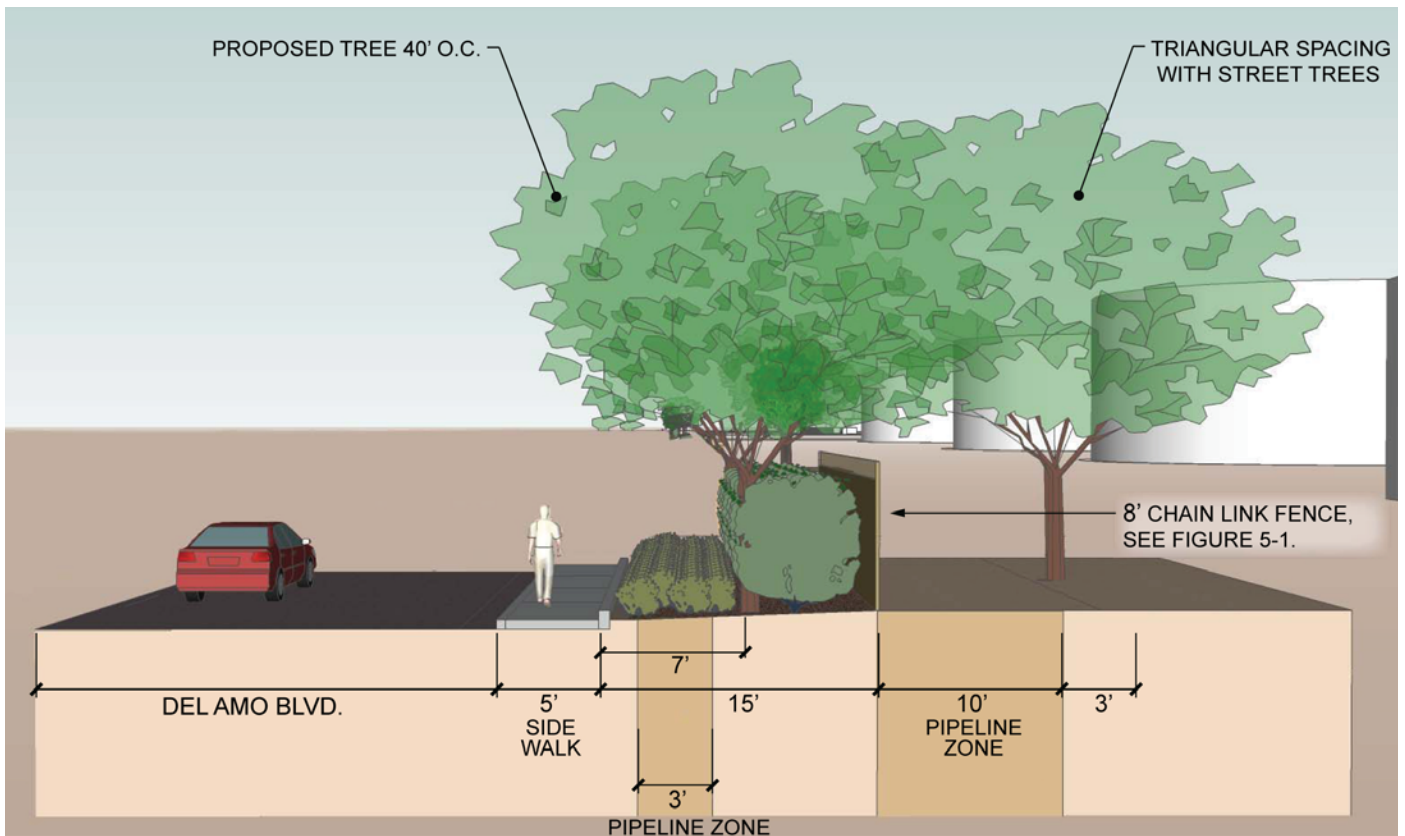 PROPOSED TREE 40' O.C.
TRIANGULAR SPACING
WITH STREET TREES
8' CHAIN LINK FENCE,
SEE FIGURE 5-1.
7'
DEL AMO BLVD.
5'
SIDE
WALK
15'
10'
PIPELINE
ZONE
3'
3'
PIPELINE ZONE